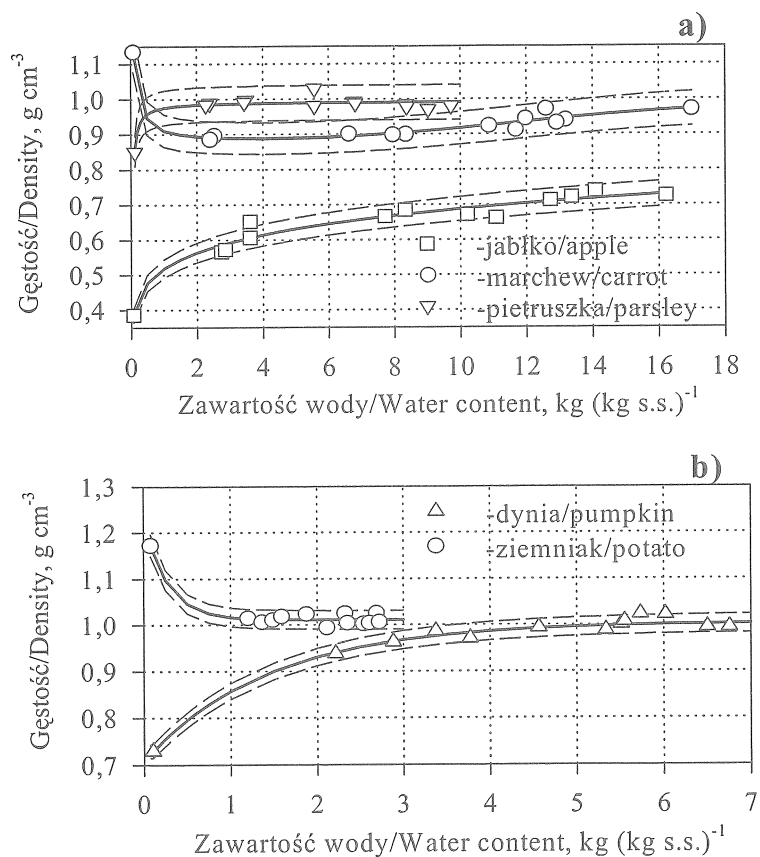 a)
Gęstość/Density, g cm-3
1,1
1,0
0,9
0,8
0,7
0,6
0,5
0,4
-jabłko/apple
-marchew/carrot
-pietruszka/parsley
0 2 4 6 8 10 12 14 16 18
Zawartość wody/Water content, kg (kg s.s.)-1
b)
Gęstość/Density, g cm-3
1,3
1,2
1,1
1,0
0,9
0,8
0,7
-dynia/pumpkin
-ziemniak/potato
0 1 2 3 4 5 6 7
Zawartość wody/Water content, kg (kg s.s.)-1